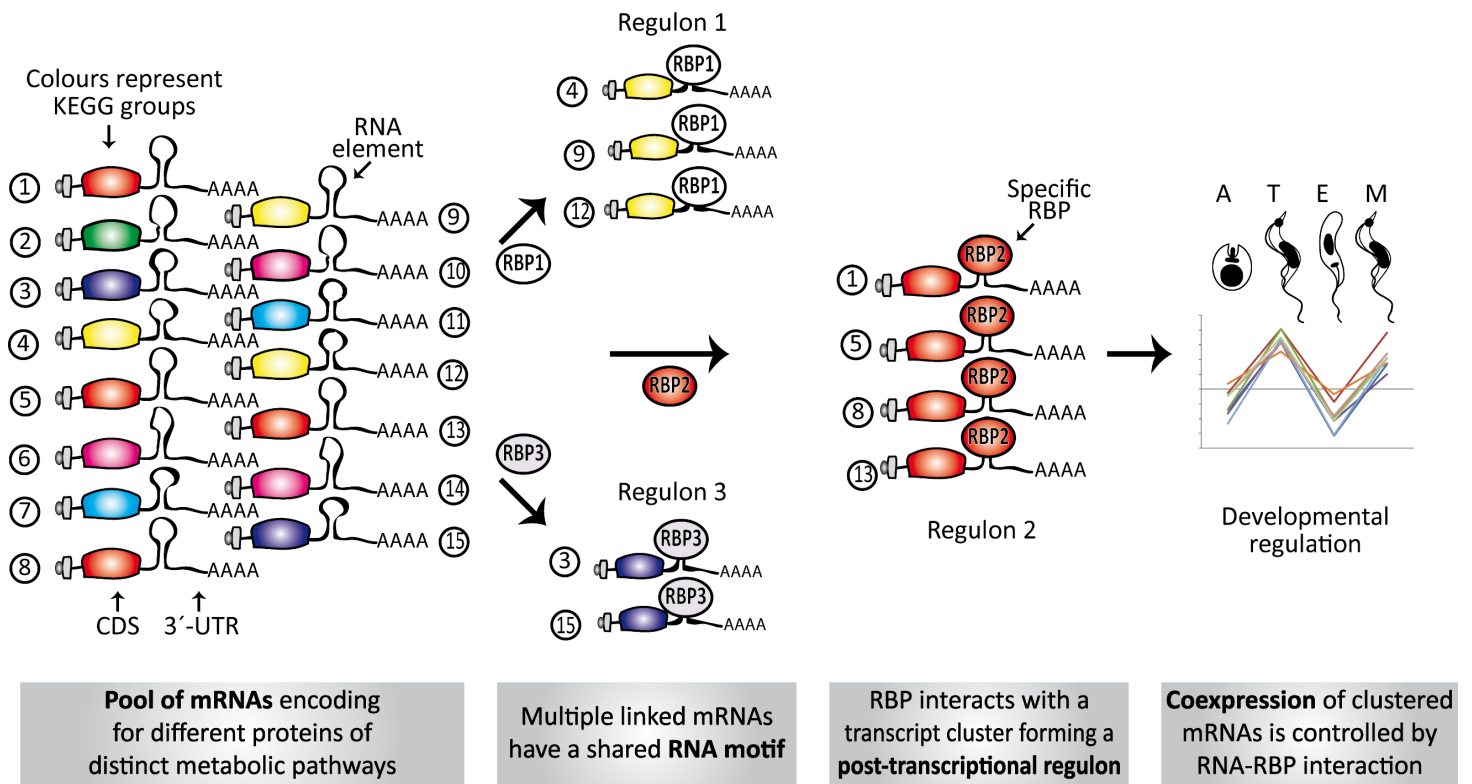 Colours represent
KEGG groups
RNA
element
1
AAAA
2
AAAA
3
AAAA
4
AAAA
5
AAAA
6
AAAA
7
AAAA
8
AAAA
CDS
3´-UTR
AAAA
9
AAAA
10
AAAA
11
AAAA
12
AAAA
13
AAAA
14
AAAA
15
RBP1
Regulon 1
4
RBP1
AAAA
9
RBP1
AAAA
12
RBP1
AAAA
RBP2
RBP3
Regulon 3
3
RBP3
AAAA
15
RBP3
AAAA
Specific
RBP
1
RBP2
AAAA
5
RBP2
AAAA
8
RBP2
AAAA
13
RBP2
AAAA
Regulon 2
A T E M
Developmental
regulation
Pool of mRNAs encoding
for different proteins of
distinct metabolic pathways
Multiple linked mRNAs
have a shared RNA motif
RBP interacts with a
transcript cluster forming a
post-transcriptional regulon
Coexpression of clustered
mRNAs is controlled by
RNA-RBP interaction